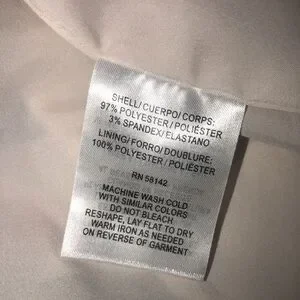 SHELL/ CUERPO/ CORPS:
97% POLYESTER / POLIÉSTER
3% SPANDEX/ ELASTANO
LINING/ FORRO/ DOUBLURE:
100% POLYESTER/ POLIÉSTER
RN 58142
MACHINE WASH COLD
WITH SIMILAR COLORS
DO NOT BLEACH
RESHAPE, LAY FLAT TO DRY
WARM IRON AS NEEDED
ON REVERSE OF GARMENT